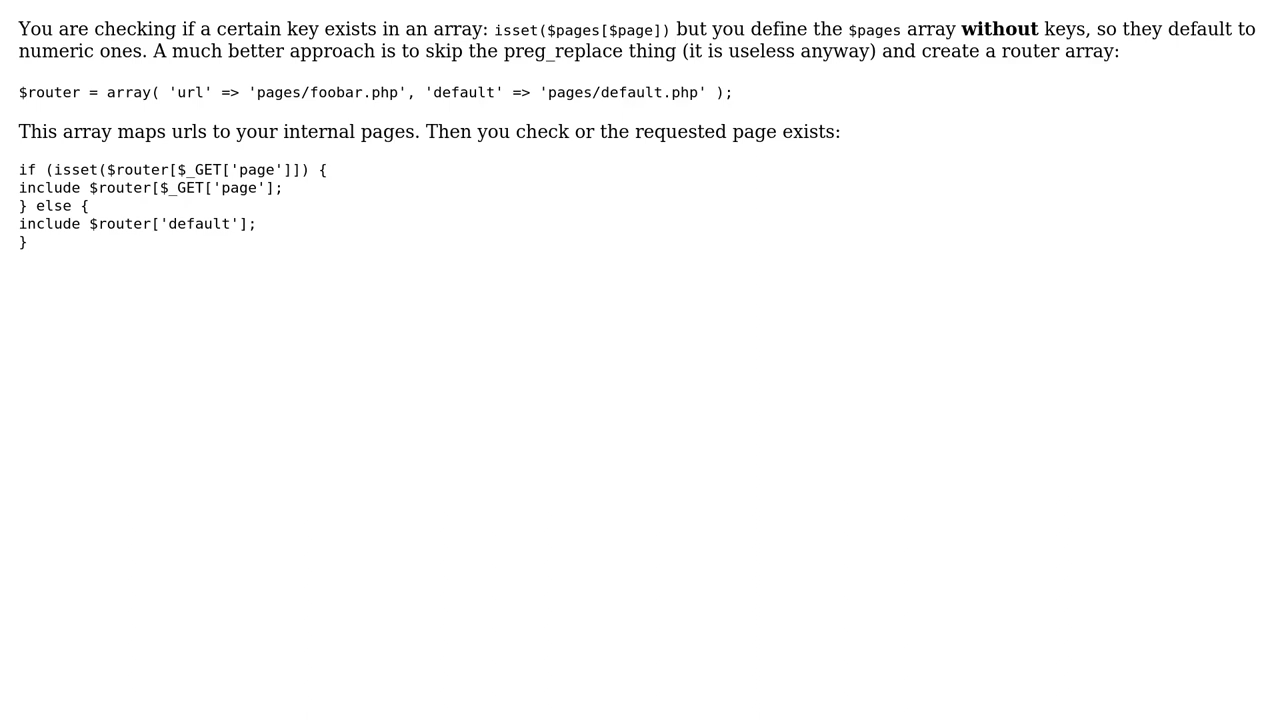 You are checking if a certain key exists in an array: isset($pages[$page]) but you define the $pages array without keys, so they default to
numeric ones. A much better approach is to skip the preg_replace thing (it is useless anyway) and create a router array:
$router = array( 'url' => 'pages/foobar.php', 'default' => 'pages/default.php' );
This array maps urls to your internal pages. Then you check or the requested page exists:
if (isset($router[$_GET['page']]) {
include $router[$_GET['page'];
} else {
include $router['default'];
}